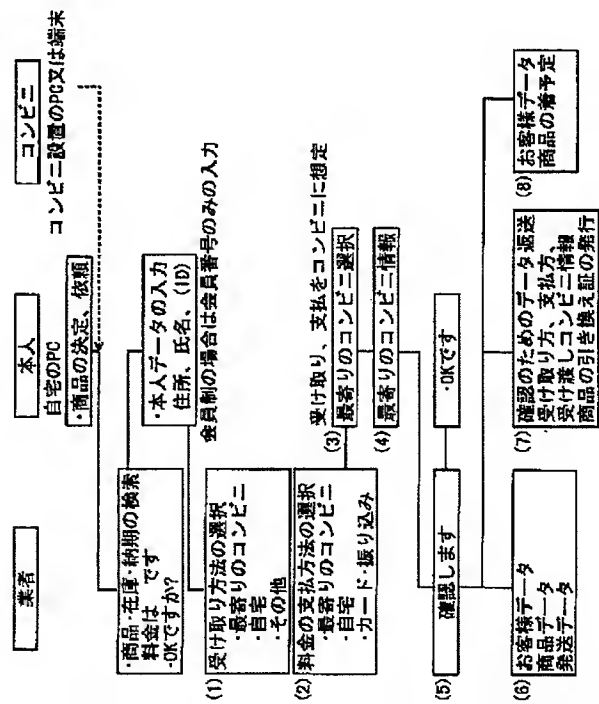 業者
本人
コンビニ
自宅のPC
コンビニ設置のPC又は端末
・商品の決定、依頼
・商品・在庫・納期の検索
料金は　です
・OKですか?
・本人データの入力
住所、氏名、(ID)
会員制の場合は会員番号のみの入力
(1)
受け取り方法の選択
・最寄りのコンビニ
・自宅
・その他
(2)
料金の支払方法の選択
・最寄りのコンビニ
・自宅
・カード・振り込み
受け取り、支払をコンビニに想定
(3)
最寄りのコンビニ選択
(4)
最寄りのコンビニ情報
(5)
確認します
・OKです
(6)
お客様データ
商品データ
発送データ
(7)
確認のためのデータ返送
受け取り方、支払方、
受け渡しコンビニ情報
商品の引き換え証の発行
(8)
お客様データ
商品の着予定